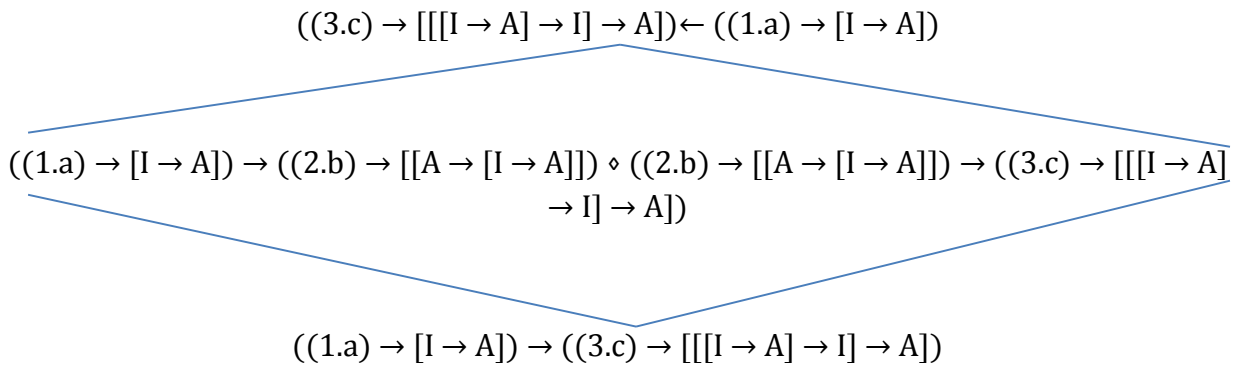 ((3.c) → [[[I → A] → I] → A])← ((1.a) → [I → A])
((1.a) → [I → A]) → ((2.b) → [[A → [I → A]]) ⋄ ((2.b) → [[A → [I → A]]) → ((3.c) → [[[I → A]
→ I] → A])
((1.a) → [I → A]) → ((3.c) → [[[I → A] → I] → A])